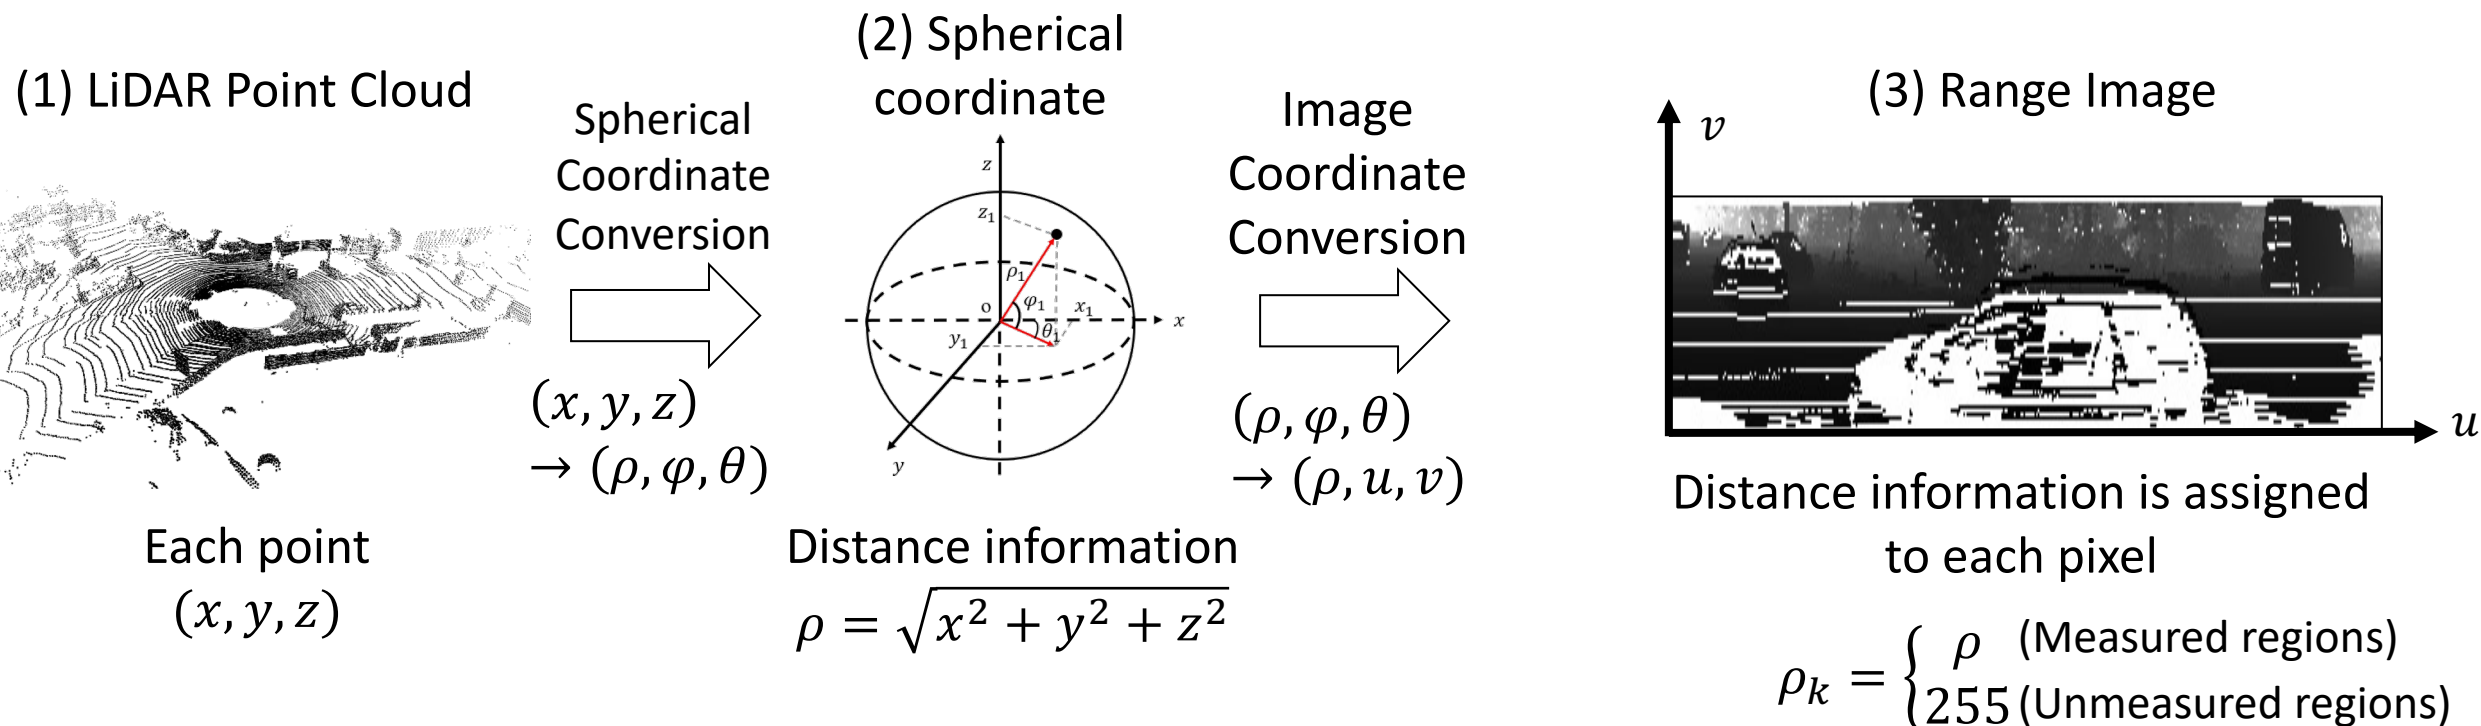 (1) LiDAR Point Cloud
Each point
(x, y, z)
Spherical
Coordinate
Conversion
(x, y, z)
→ (ρ, φ, θ)
(2) Spherical
coordinate
z
z₁
ρ₁
o
φ₁
x₁
x
θ₁
y₁
y
Distance information
ρ = √(x² + y² + z²)
Image
Coordinate
Conversion
(ρ, φ, θ)
→ (ρ, u, v)
(3) Range Image
v
u
Distance information is assigned
to each pixel
ρₖ = { ρ (Measured regions)
255 (Unmeasured regions)